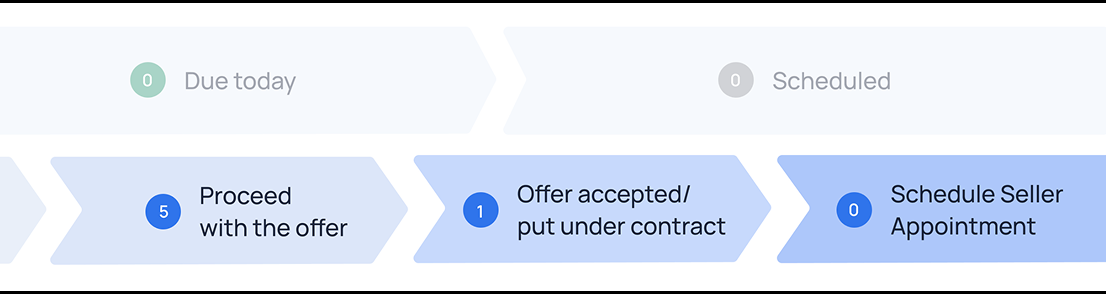 0 Due today
0 Scheduled
5 Proceed
with the offer
1 Offer accepted/
put under contract
0 Schedule Seller
Appointment